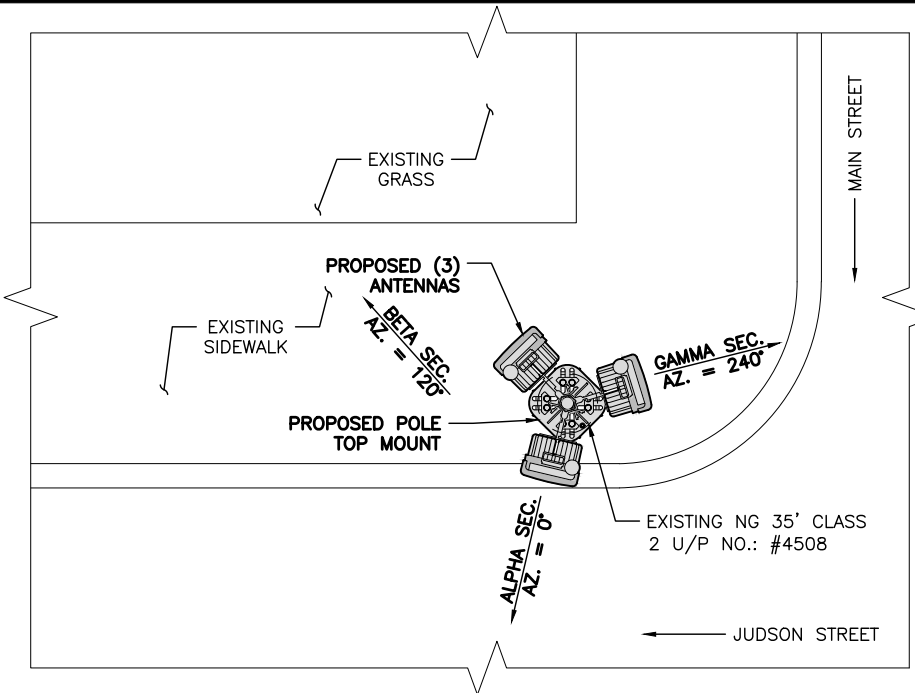 EXISTING
GRASS
MAIN STREET
PROPOSED (3)
ANTENNAS
BETA SEC.
AZ. = 120°
EXISTING
SIDEWALK
GAMMA SEC.
AZ. = 240°
PROPOSED POLE
TOP MOUNT
ALPHA SEC.
AZ. = 0°
EXISTING NG 35' CLASS
2 U/P NO.: #4508
JUDSON STREET